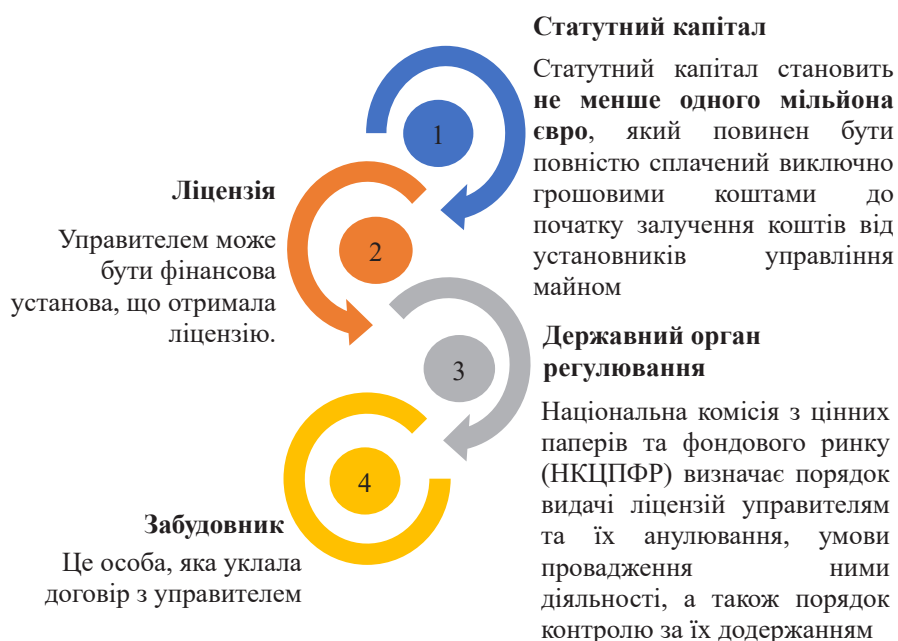 Статутний капітал
Статутний капітал становить
не менше одного мільйона
євро, який повинен бути
повністю сплачений виключно
грошовими коштами до
початку залучення коштів від
установників управління
майном
1
Ліцензія
Управителем може
бути фінансова
установа, що отримала
ліцензію.
2
Державний орган
регулювання
Національна комісія з цінних
паперів та фондового ринку
(НКЦПФР) визначає порядок
видачі ліцензій управителям
та їх анулювання, умови
провадження ними
діяльності, а також порядок
контролю за їх додержанням
3
4
Забудовник
Це особа, яка уклала
договір з управителем